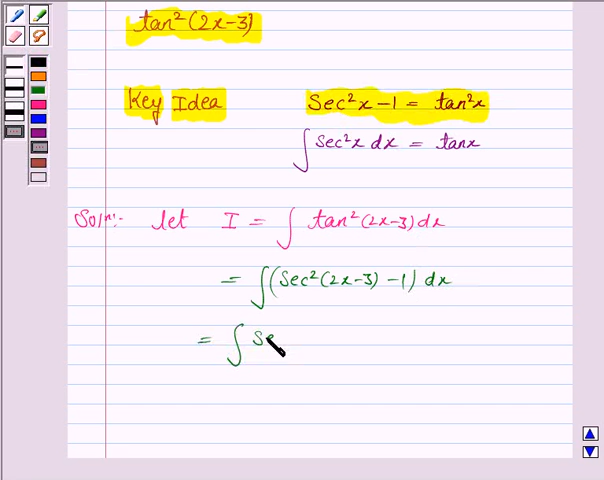 tan²(2x-3)
Key Idea sec²x-1 = tan²x
∫sec²x dx = tanx
Soln:- let I = ∫ tan²(2x-3)dx
= ∫(sec²(2x-3) -1) dx
= ∫ se